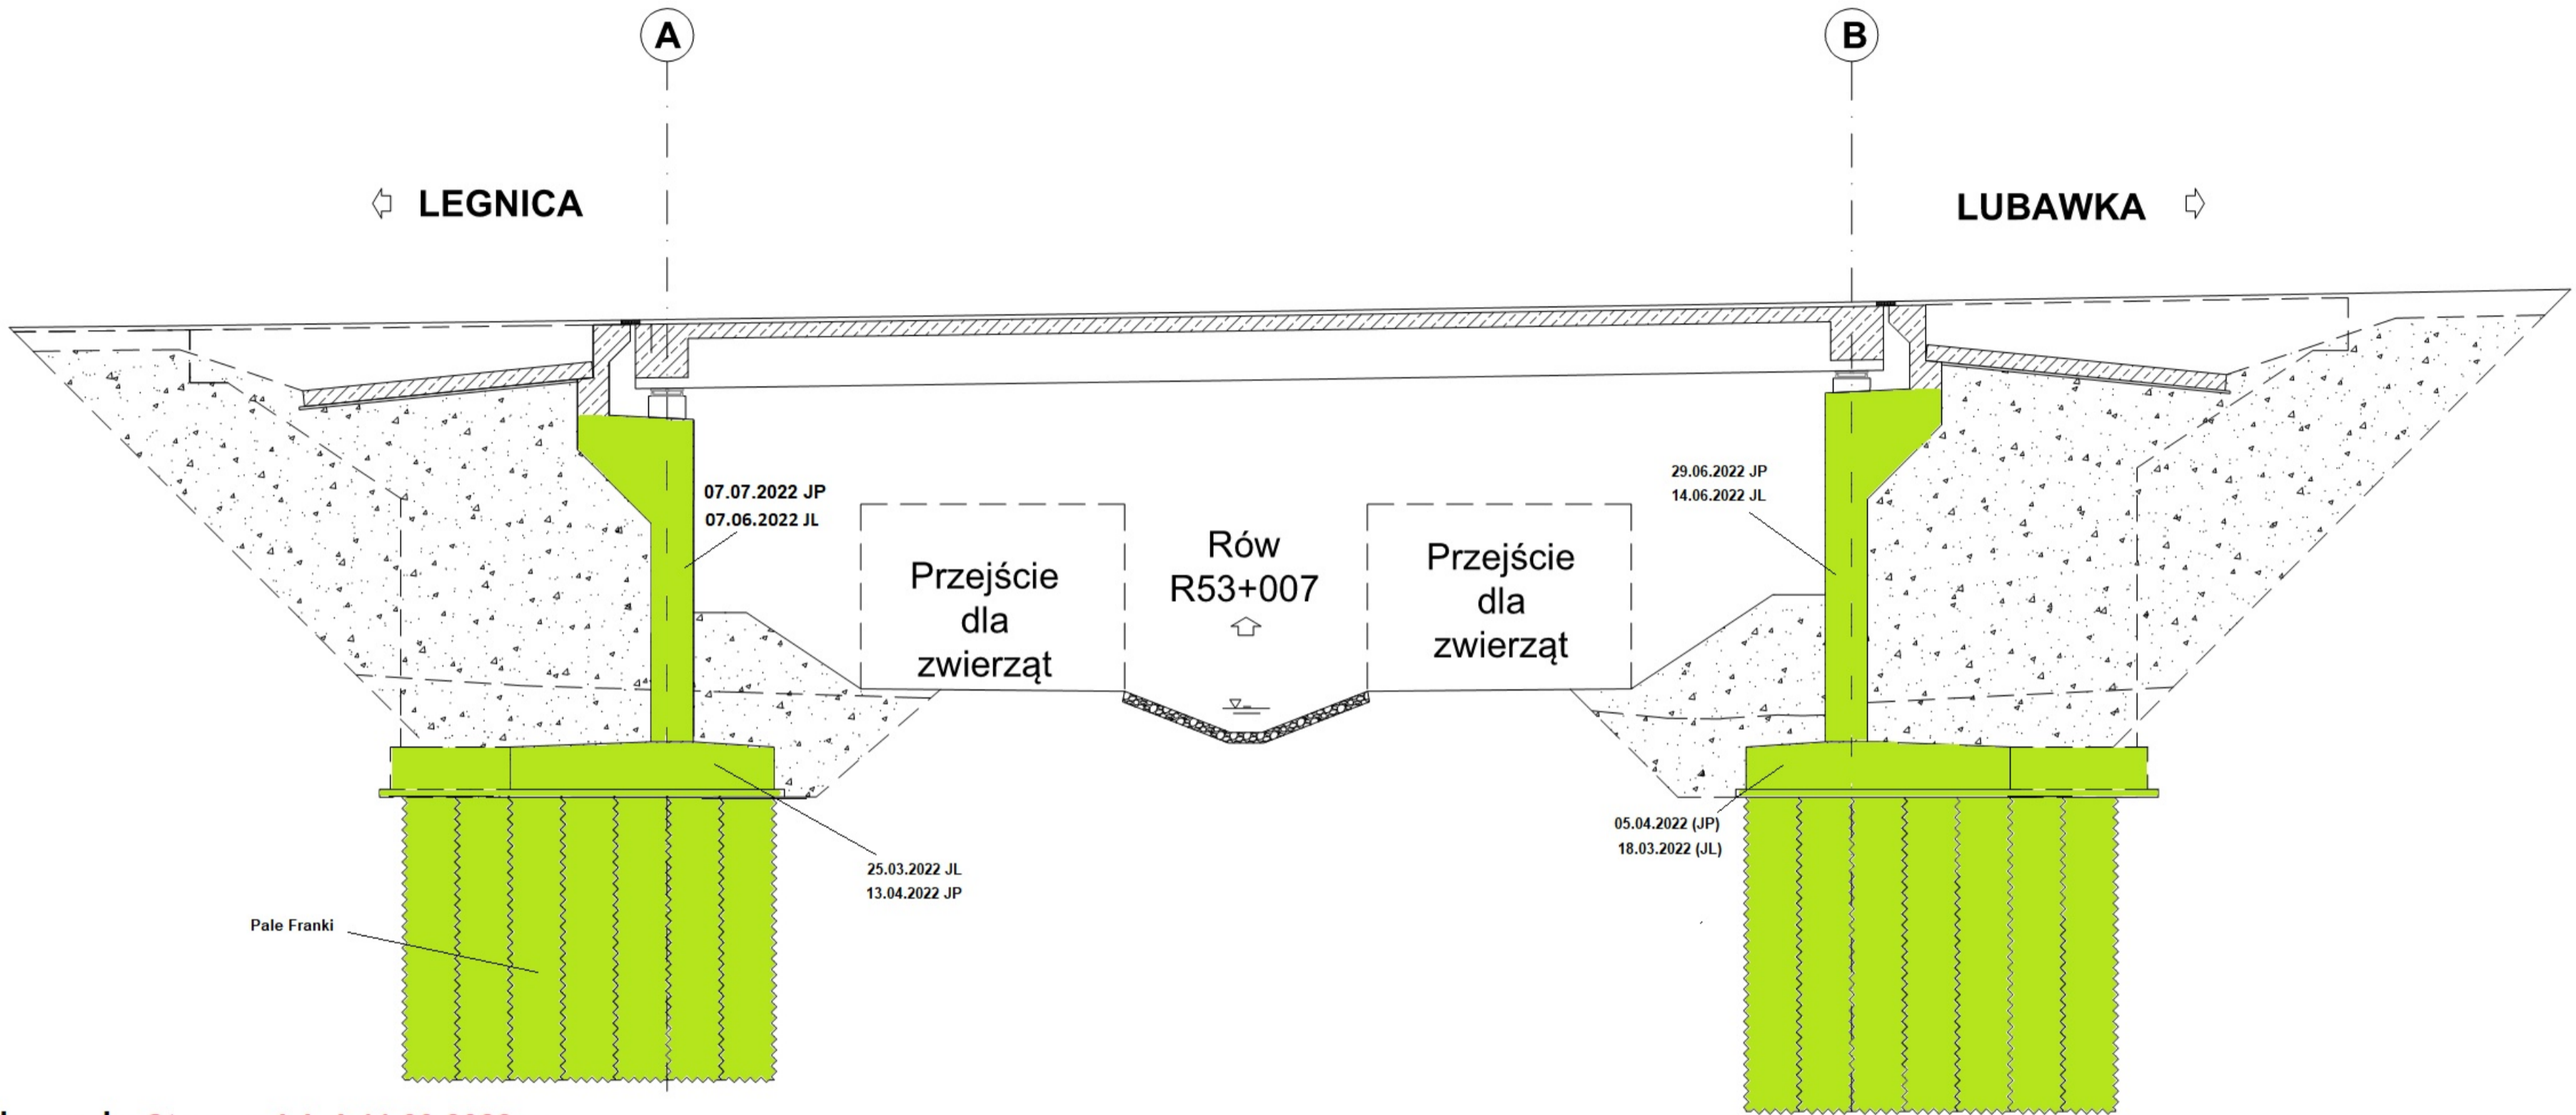 A
B
LEGNICA
LUBAWKA
07.07.2022 JP
07.06.2022 JL
29.06.2022 JP
14.06.2022 JL
Przejście
dla
zwierząt
Rów
R53+007
Przejście
dla
zwierząt
25.03.2022 JL
13.04.2022 JP
05.04.2022 (JP)
18.03.2022 (JL)
Pale Franki